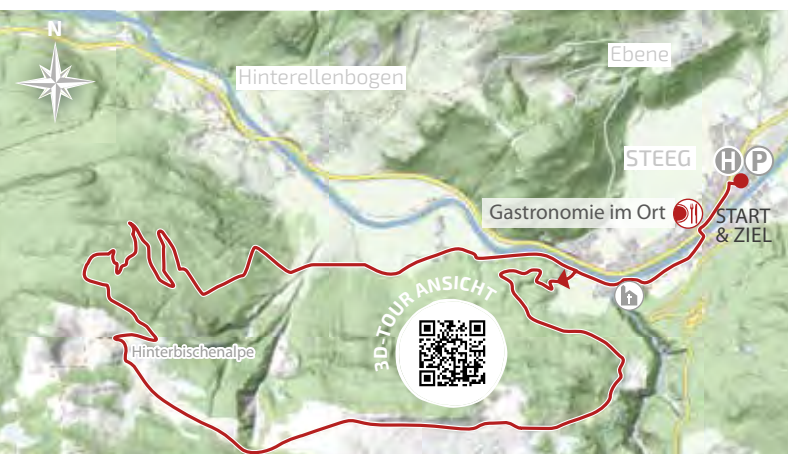 N
Hinterellenbogen
Ebene
STEEG
H P
Gastronomie im Ort
START
& ZIEL
3D-TOUR ANSICHT
Hinterbischenalpe